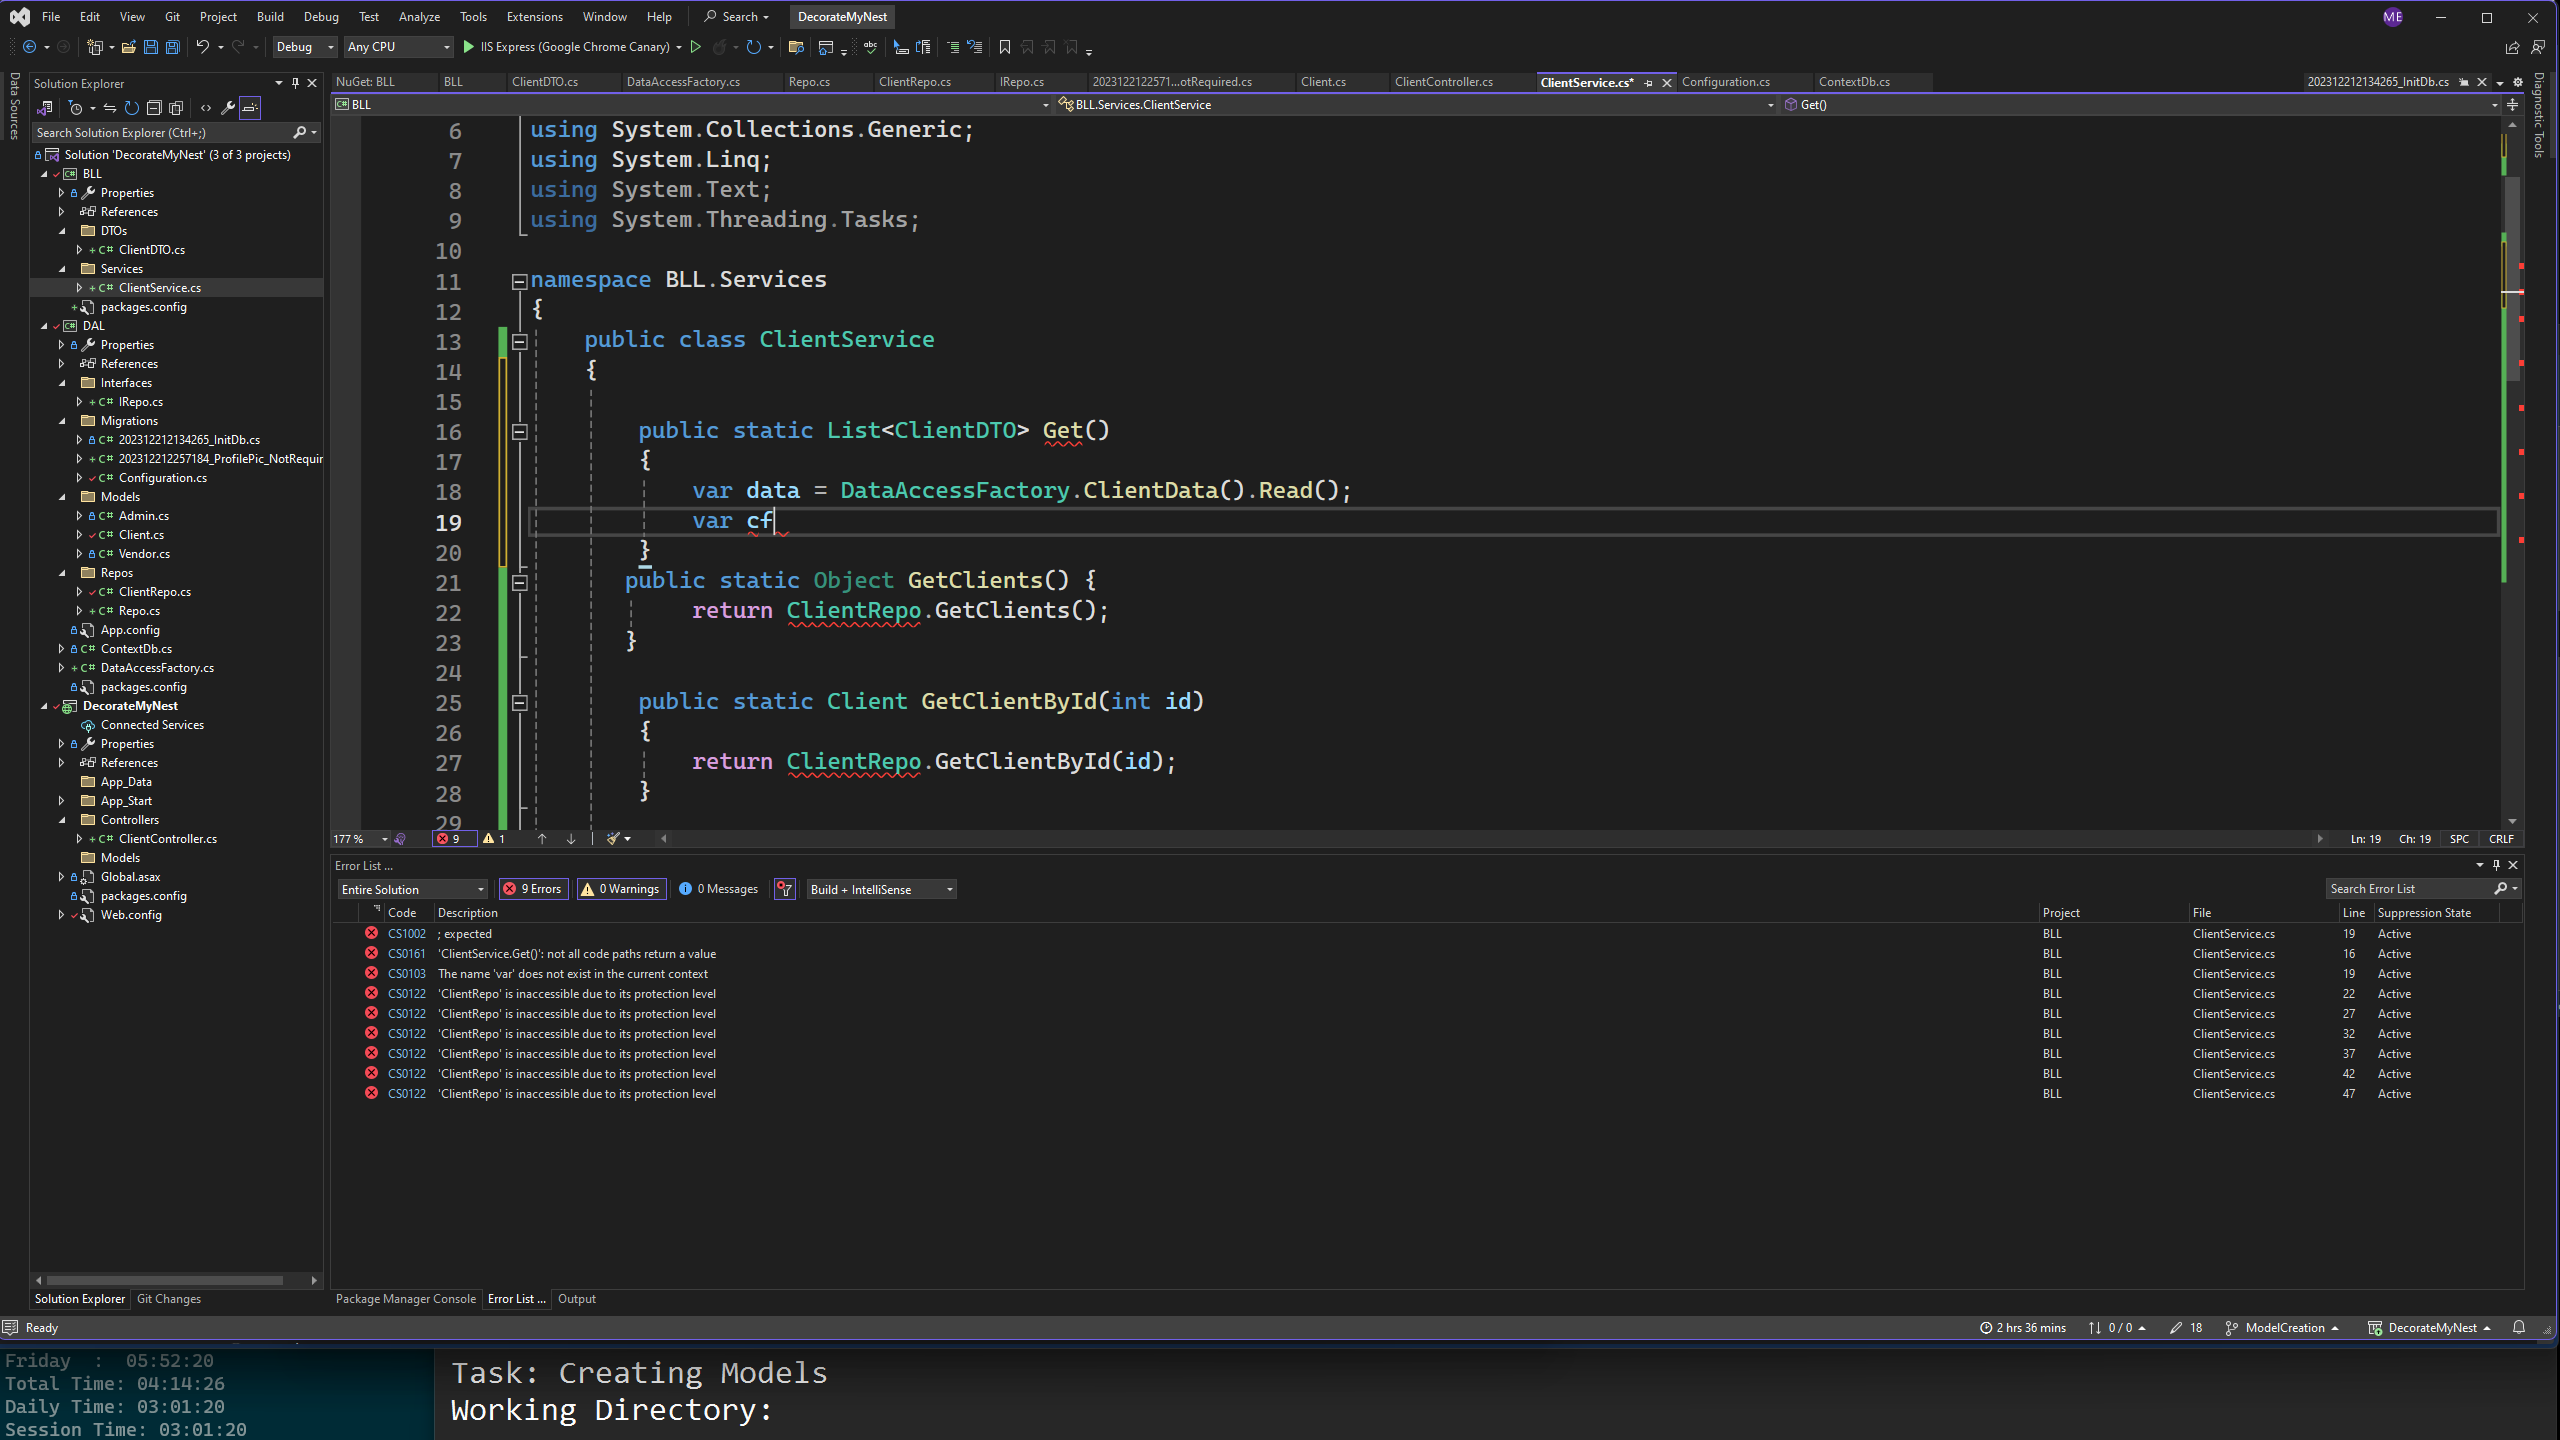 File Edit View Git Project Build Debug Test Analyze Tools Extensions Window Help Search DecorateMyNest ME
Debug Any CPU IIS Express (Google Chrome Canary)
Data Sources
Solution Explorer
Search Solution Explorer (Ctrl+;)
Solution 'DecorateMyNest' (3 of 3 projects)
BLL
Properties
References
DTOs
C# ClientDTO.cs
Services
C# ClientService.cs
packages.config
DAL
Properties
References
Interfaces
C# IRepo.cs
Migrations
C# 202312212134265_InitDb.cs
C# 202312212257184_ProfilePic_NotRequir
C# Configuration.cs
Models
C# Admin.cs
C# Client.cs
C# Vendor.cs
Repos
C# ClientRepo.cs
C# Repo.cs
App.config
C# ContextDb.cs
C# DataAccessFactory.cs
packages.config
DecorateMyNest
Connected Services
Properties
References
App_Data
App_Start
Controllers
C# ClientController.cs
Models
Global.asax
packages.config
Web.config
Solution Explorer Git Changes
NuGet: BLL BLL ClientDTO.cs DataAccessFactory.cs Repo.cs ClientRepo.cs IRepo.cs 2023122122571...otRequired.cs Client.cs ClientController.cs ClientService.cs* Configuration.cs ContextDb.cs 202312212134265_InitDb.cs
C# BLL BLL.Services.ClientService Get()
6 using System.Collections.Generic;
7 using System.Linq;
8 using System.Text;
9 using System.Threading.Tasks;
10
11 namespace BLL.Services
12 {
13 public class ClientService
14 {
15
16 public static List<ClientDTO> Get()
17 {
18 var data = DataAccessFactory.ClientData().Read();
19 var cf
20 }
21 public static Object GetClients() {
22 return ClientRepo.GetClients();
23 }
24
25 public static Client GetClientById(int id)
26 {
27 return ClientRepo.GetClientById(id);
28 }
29
177 % 9 1 Ln: 19 Ch: 19 SPC CRLF
Diagnostic Tools
Error List ...
Entire Solution 9 Errors 0 Warnings 0 Messages Build + IntelliSense Search Error List
Code Description Project File Line Suppression State
CS1002 ; expected BLL ClientService.cs 19 Active
CS0161 'ClientService.Get()': not all code paths return a value BLL ClientService.cs 16 Active
CS0103 The name 'var' does not exist in the current context BLL ClientService.cs 19 Active
CS0122 'ClientRepo' is inaccessible due to its protection level BLL ClientService.cs 22 Active
CS0122 'ClientRepo' is inaccessible due to its protection level BLL ClientService.cs 27 Active
CS0122 'ClientRepo' is inaccessible due to its protection level BLL ClientService.cs 32 Active
CS0122 'ClientRepo' is inaccessible due to its protection level BLL ClientService.cs 37 Active
CS0122 'ClientRepo' is inaccessible due to its protection level BLL ClientService.cs 42 Active
CS0122 'ClientRepo' is inaccessible due to its protection level BLL ClientService.cs 47 Active
Package Manager Console Error List ... Output
Ready 2 hrs 36 mins 0 / 0 18 ModelCreation DecorateMyNest
Friday : 05:52:20
Total Time: 04:14:26
Daily Time: 03:01:20
Session Time: 03:01:20
Task: Creating Models
Working Directory: